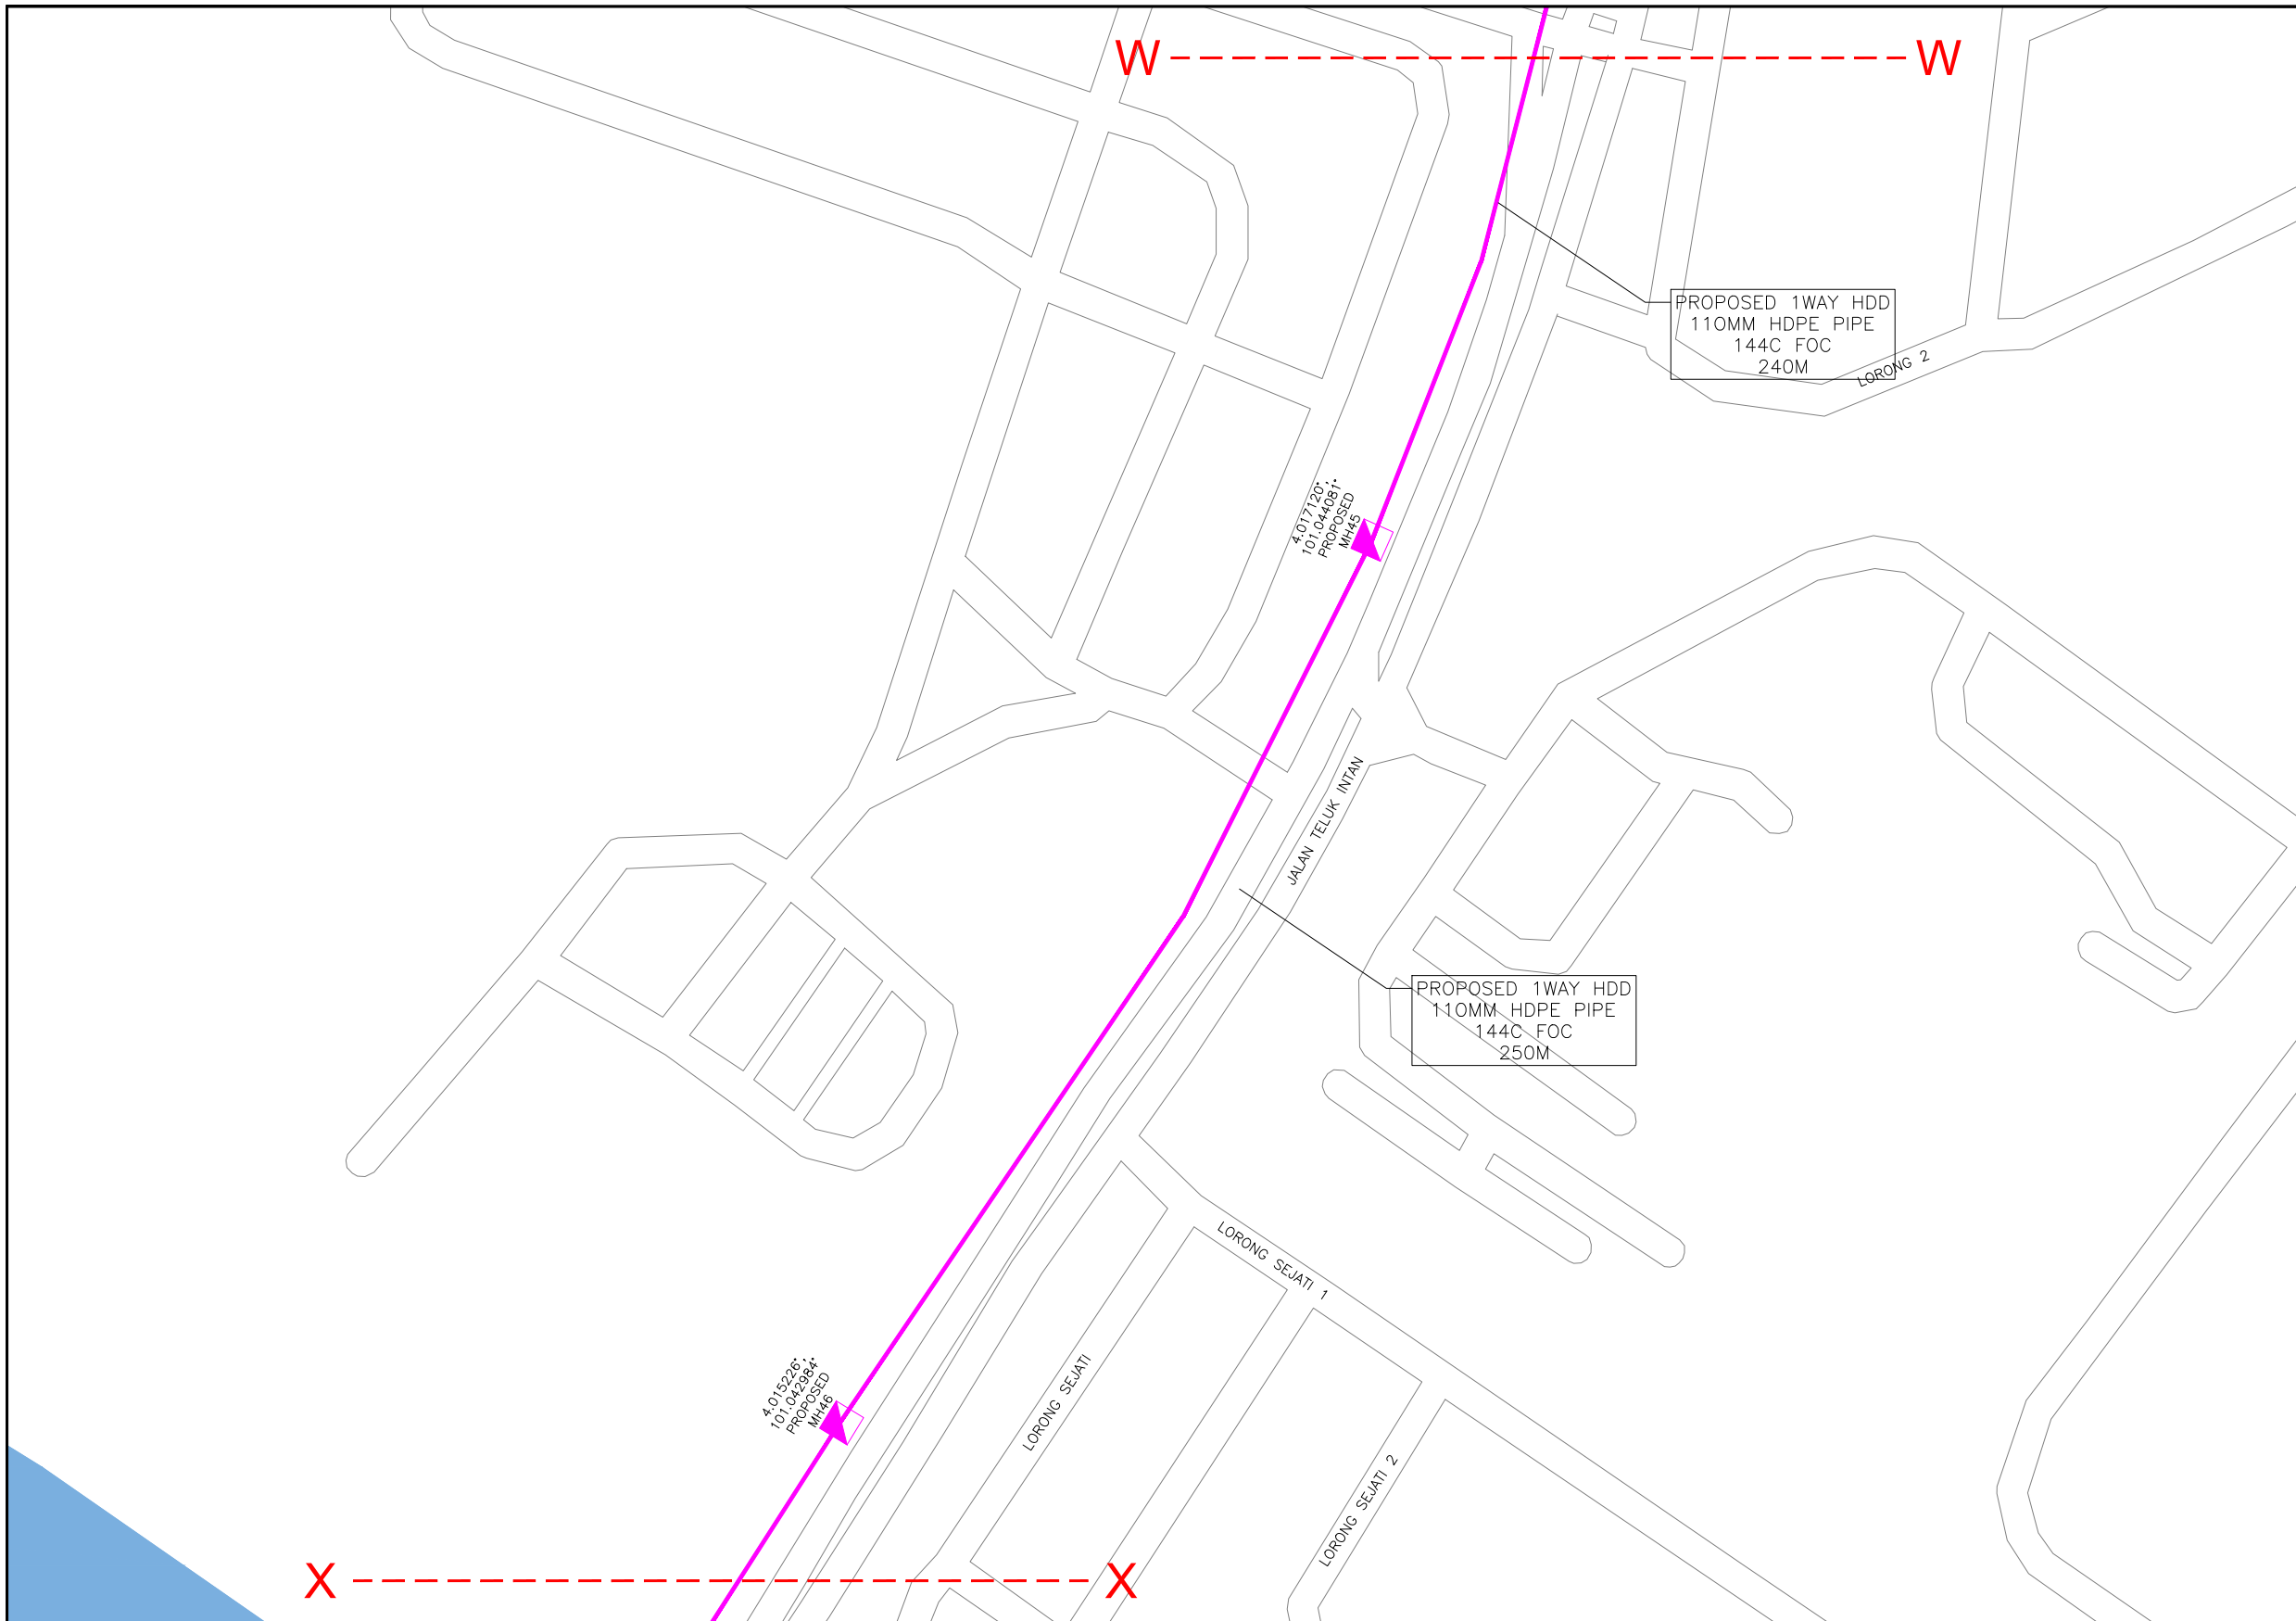 W
W
PROPOSED 1WAY HDD
110MM HDPE PIPE
144C FOC
240M
LORONG 2
4.017120°,
101.044081°
PROPOSED
MH45
JALAN TELUK INTAN
PROPOSED 1WAY HDD
110MM HDPE PIPE
144C FOC
250M
LORONG SEJATI 1
LORONG SEJATI
4.015226°,
101.042984°
PROPOSED
MH46
LORONG SEJATI 2
X
X